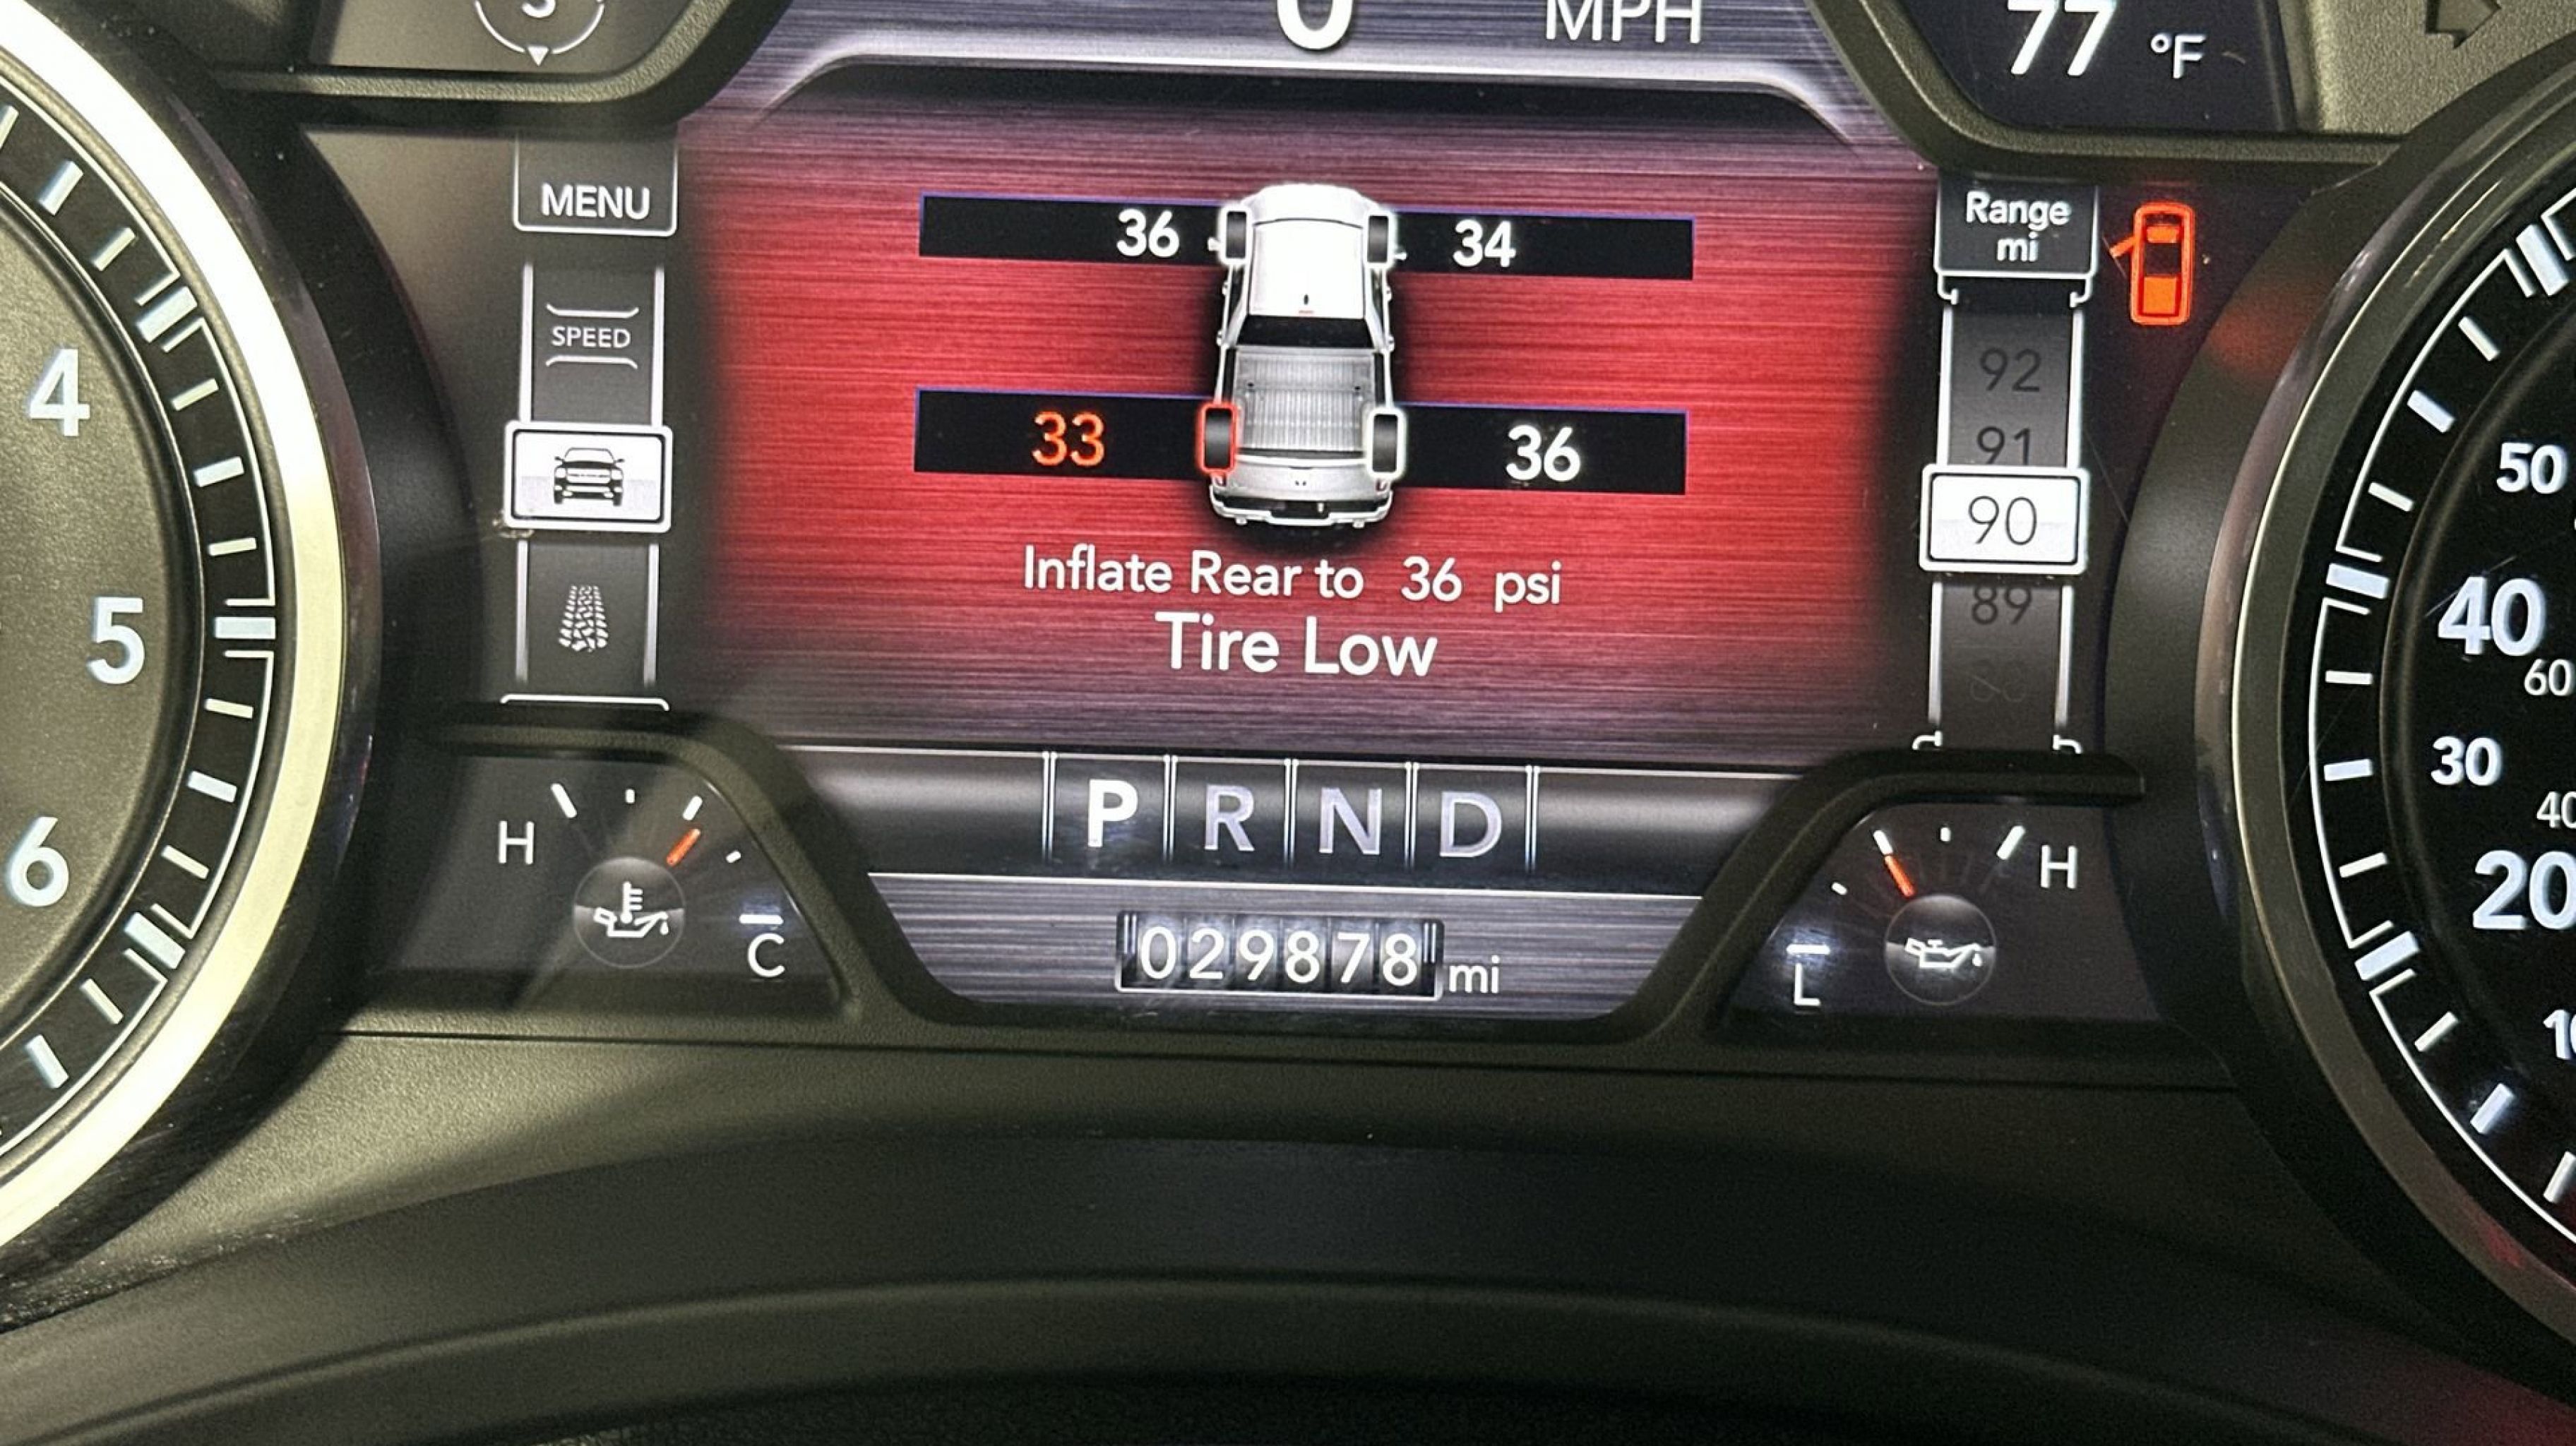 S
0 MPH
77 °F
MENU
SPEED
36 34
33 36
Inflate Rear to 36 psi
Tire Low
Range
mi
92
91
90
89
P R N D
029878 mi
H
C
L
H
4
5
6
50
40
60
30
40
20